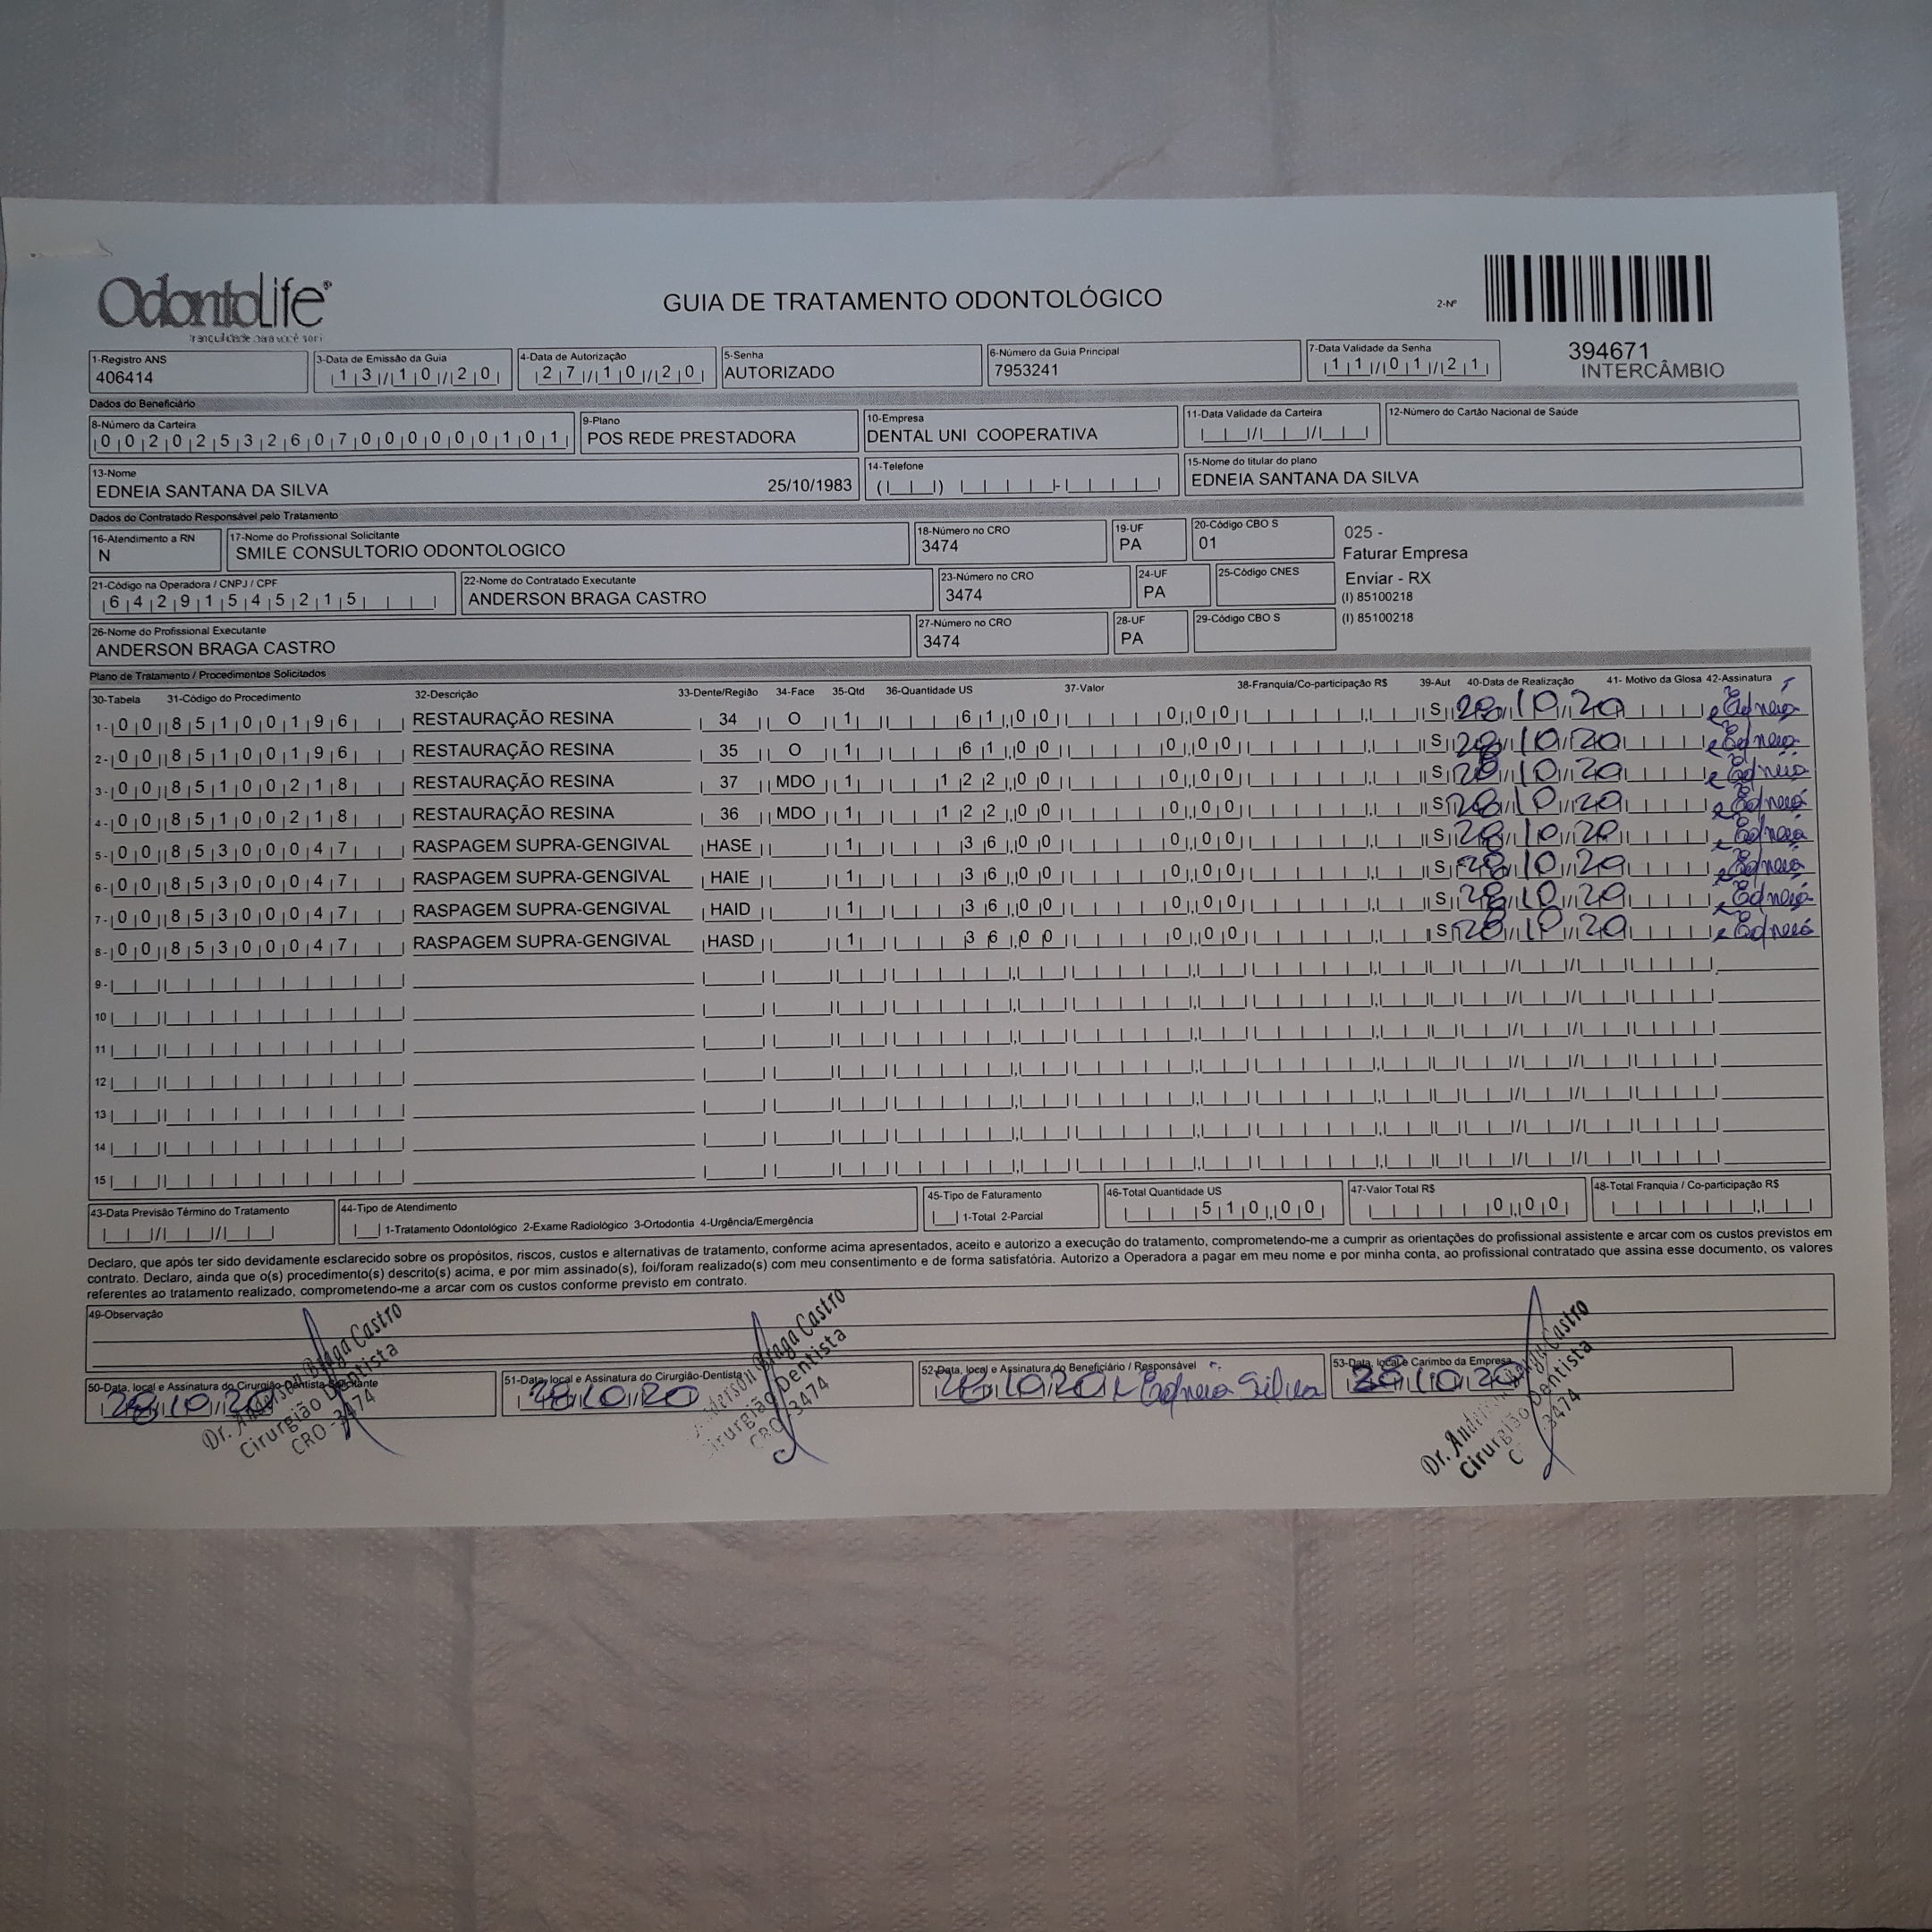 OdontoLife®
tranquilidade para você sorrir
GUIA DE TRATAMENTO ODONTOLÓGICO
2-Nº
394671
INTERCÂMBIO
1-Registro ANS 3-Data de Emissão da Guia 4-Data de Autorização 5-Senha 6-Número da Guia Principal 7-Data Validade da Senha
406414 13/10/20 27/10/20 AUTORIZADO 7953241 11/01/21
Dados do Beneficiário
8-Número da Carteira 9-Plano 10-Empresa 11-Data Validade da Carteira 12-Número do Cartão Nacional de Saúde
00202532607000000101 POS REDE PRESTADORA DENTAL UNI COOPERATIVA
13-Nome 14-Telefone 15-Nome do titular do plano
EDNEIA SANTANA DA SILVA 25/10/1983 EDNEIA SANTANA DA SILVA
Dados do Contratado Responsável pelo Tratamento
16-Atendimento a RN 17-Nome do Profissional Solicitante 18-Número no CRO 19-UF 20-Código CBO S
N SMILE CONSULTORIO ODONTOLOGICO 3474 PA 01
025 -
Faturar Empresa
Enviar - RX
(I) 85100218
(I) 85100218
21-Código na Operadora / CNPJ / CPF 22-Nome do Contratado Executante 23-Número no CRO 24-UF 25-Código CNES
64291545215 ANDERSON BRAGA CASTRO 3474 PA
26-Nome do Profissional Executante 27-Número no CRO 28-UF 29-Código CBO S
ANDERSON BRAGA CASTRO 3474 PA
Plano de Tratamento / Procedimentos Solicitados
30-Tabela 31-Código do Procedimento 32-Descrição 33-Dente/Região 34-Face 35-Qtd 36-Quantidade US 37-Valor 38-Franquia/Co-participação R$ 39-Aut 40-Data de Realização 41- Motivo da Glosa 42-Assinatura
1- 00 85100196 RESTAURAÇÃO RESINA 34 O 1 61,00 0,00 S 28/10/20 Edneia
2- 00 85100196 RESTAURAÇÃO RESINA 35 O 1 61,00 0,00 S 28/10/20 Edneia
3- 00 85100218 RESTAURAÇÃO RESINA 37 MDO 1 122,00 0,00 S 28/10/20 Edneia
4- 00 85100218 RESTAURAÇÃO RESINA 36 MDO 1 122,00 0,00 S 28/10/20 Edneia
5- 00 85300047 RASPAGEM SUPRA-GENGIVAL HASE 1 36,00 0,00 S 28/10/20 Edneia
6- 00 85300047 RASPAGEM SUPRA-GENGIVAL HAIE 1 36,00 0,00 S 28/10/20 Edneia
7- 00 85300047 RASPAGEM SUPRA-GENGIVAL HAID 1 36,00 0,00 S 28/10/20 Edneia
8- 00 85300047 RASPAGEM SUPRA-GENGIVAL HASD 1 36,00 0,00 S 28/10/20 Edneia
9-
10
11
12
13
14
15
43-Data Previsão Término do Tratamento 44-Tipo de Atendimento 45-Tipo de Faturamento 46-Total Quantidade US 47-Valor Total R$ 48-Total Franquia / Co-participação R$
1-Tratamento Odontológico 2-Exame Radiológico 3-Ortodontia 4-Urgência/Emergência 1-Total 2-Parcial 510,00 0,00
Declaro, que após ter sido devidamente esclarecido sobre os propósitos, riscos, custos e alternativas de tratamento, conforme acima apresentados, aceito e autorizo a execução do tratamento, comprometendo-me a cumprir as orientações do profissional assistente e arcar com os custos previstos em
contrato. Declaro, ainda que o(s) procedimento(s) descrito(s) acima, e por mim assinado(s), foi/foram realizado(s) com meu consentimento e de forma satisfatória. Autorizo a Operadora a pagar em meu nome e por minha conta, ao profissional contratado que assina esse documento, os valores
referentes ao tratamento realizado, comprometendo-me a arcar com os custos conforme previsto em contrato.
49-Observação
50-Data, local e Assinatura do Cirurgião-Dentista Solicitante 51-Data, local e Assinatura do Cirurgião-Dentista 52-Data, local e Assinatura do Beneficiário / Responsável 53-Data, local e Carimbo da Empresa
28/10/20 28/10/20 28/10/20 Edneia Silva 28/10/20
Dr. Anderson Braga Castro
Cirurgião Dentista
CRO -3474
Anderson Braga Castro
Cirurgião Dentista
CRO -3474
Dr. Anderson Braga Castro
Cirurgião Dentista
3474